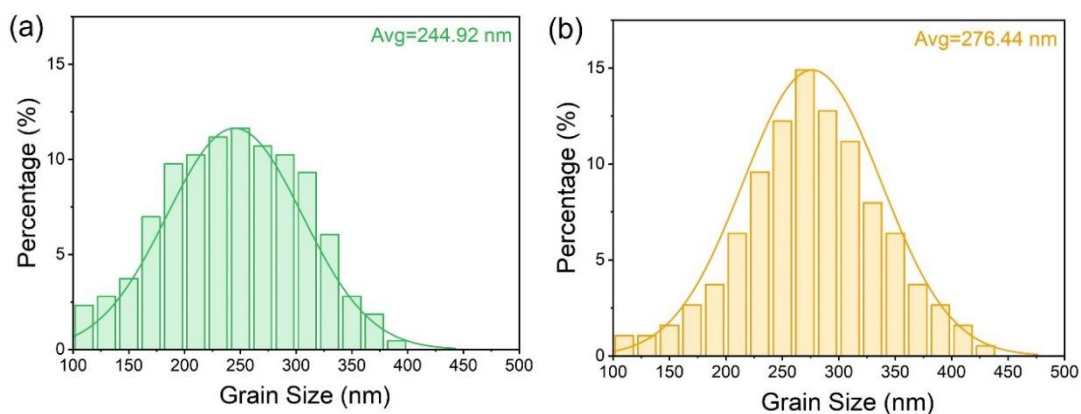 (a)
Avg=244.92 nm
15
10
5
0
Percentage (%)
100 150 200 250 300 350 400 450 500
Grain Size (nm)
(b)
Avg=276.44 nm
15
10
5
0
Percentage (%)
100 150 200 250 300 350 400 450 500
Grain Size (nm)